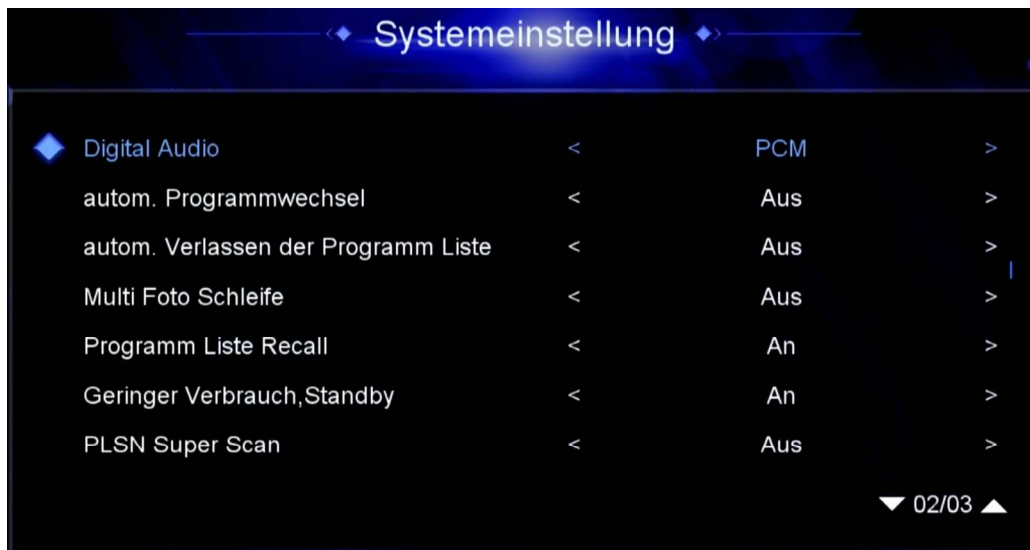 Systemeinstellung
Digital Audio < PCM >
autom. Programmwechsel < Aus >
autom. Verlassen der Programm Liste < Aus >
Multi Foto Schleife < Aus >
Programm Liste Recall < An >
Geringer Verbrauch,Standby < An >
PLSN Super Scan < Aus >
02/03